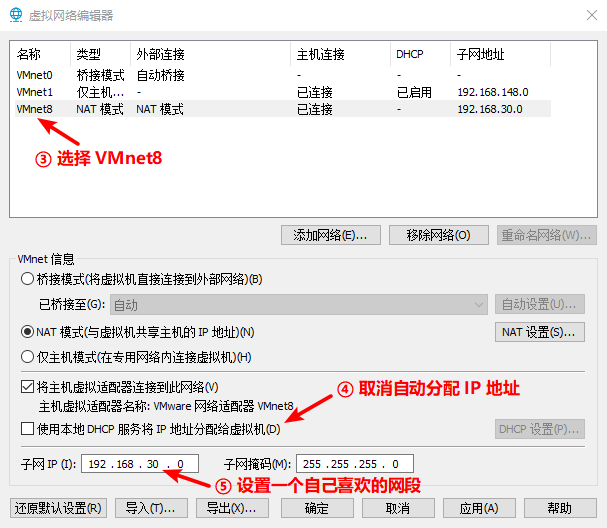 虚拟网络编辑器
名称 类型 外部连接 主机连接 DHCP 子网地址
VMnet0 桥接模式 自动桥接 - - -
VMnet1 仅主机... - 已连接 已启用 192.168.148.0
VMnet8 NAT 模式 NAT 模式 已连接 - 192.168.30.0
③ 选择 VMnet8
添加网络(E)... 移除网络(O) 重命名网络(W)...
VMnet 信息
桥接模式(将虚拟机直接连接到外部网络)(B)
已桥接至(G): 自动 自动设置(U)...
NAT 模式(与虚拟机共享主机的 IP 地址)(N) NAT 设置(S)...
仅主机模式(在专用网络内连接虚拟机)(H)
将主机虚拟适配器连接到此网络(V)
④ 取消自动分配 IP 地址
主机虚拟适配器名称: VMware 网络适配器 VMnet8
使用本地 DHCP 服务将 IP 地址分配给虚拟机(D) DHCP 设置(P)...
子网 IP (I): 192 . 168 . 30 . 0 子网掩码(M): 255 . 255 . 255 . 0
⑤ 设置一个自己喜欢的网段
还原默认设置(R) 导入(T)... 导出(X)... 确定 取消 应用(A) 帮助